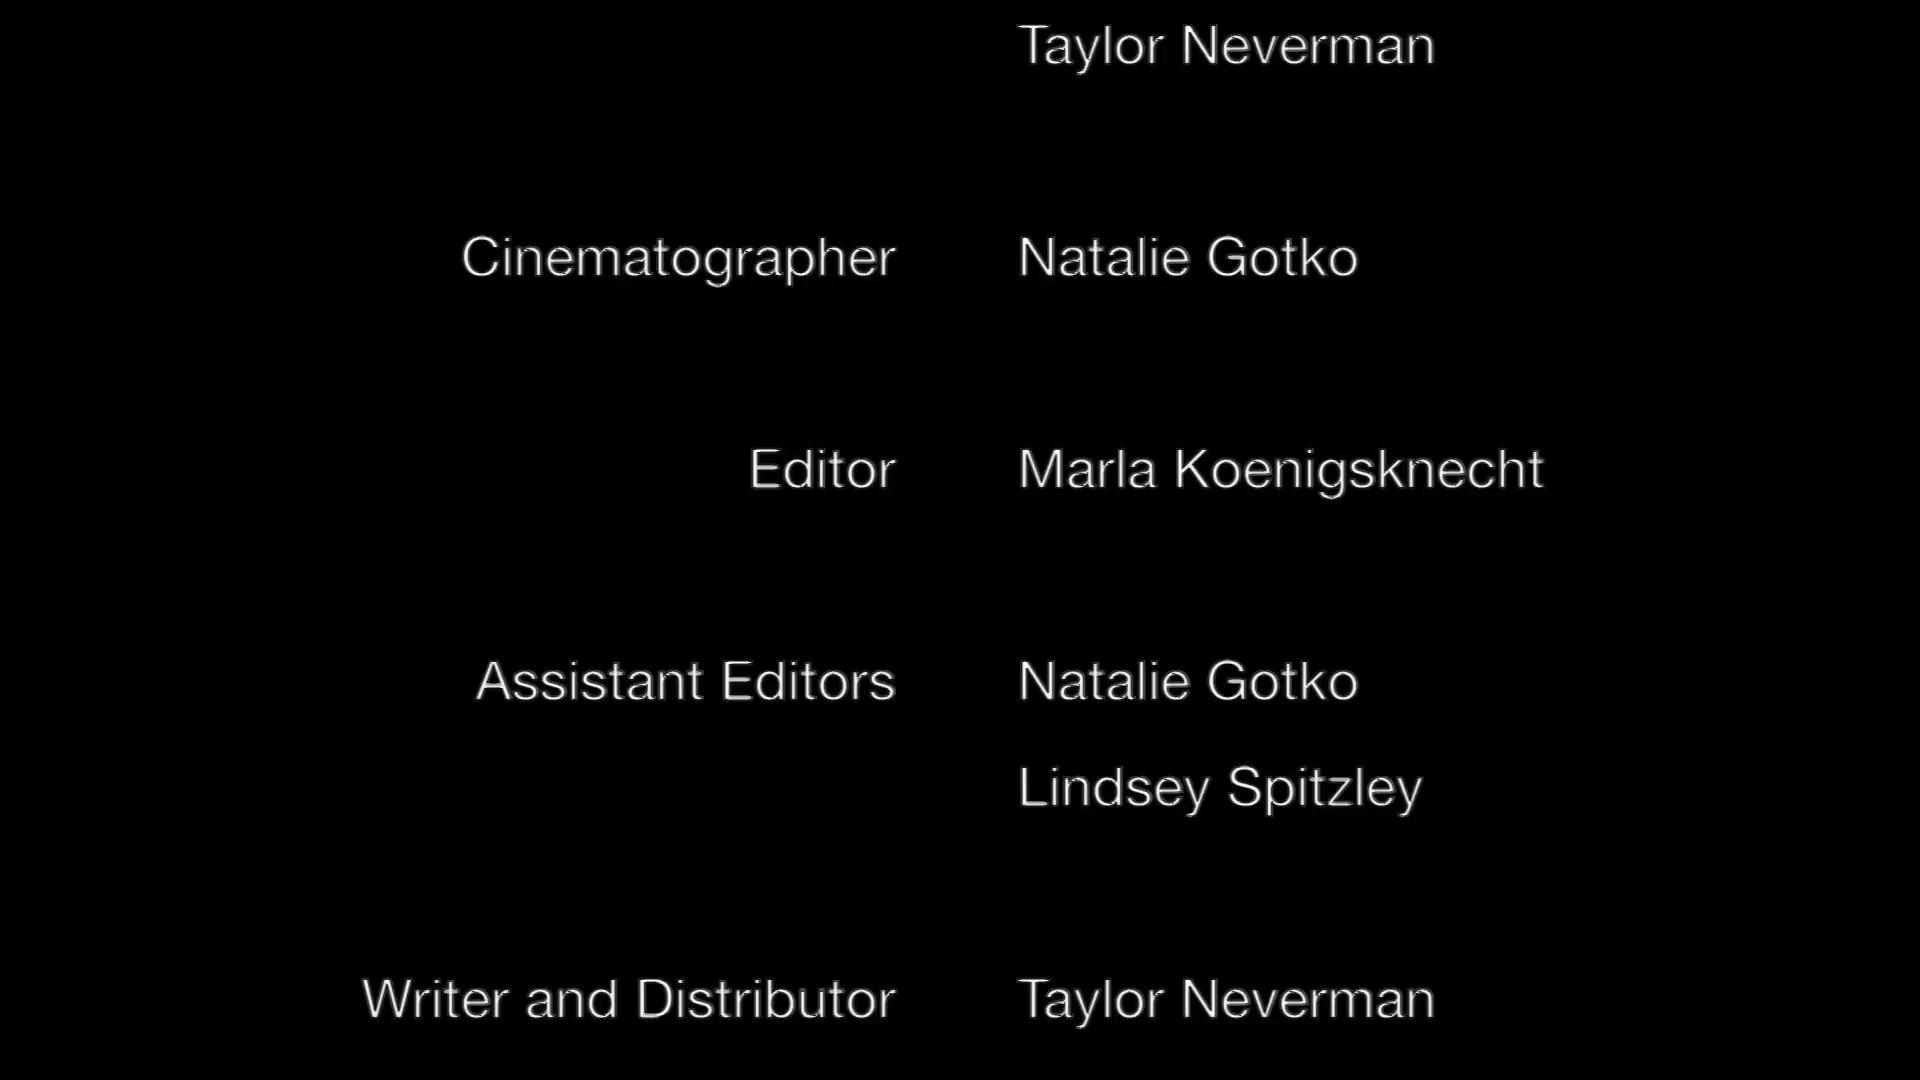 Taylor Neverman
Cinematographer Natalie Gotko
Editor Marla Koenigsknecht
Assistant Editors Natalie Gotko
Lindsey Spitzley
Writer and Distributor Taylor Neverman